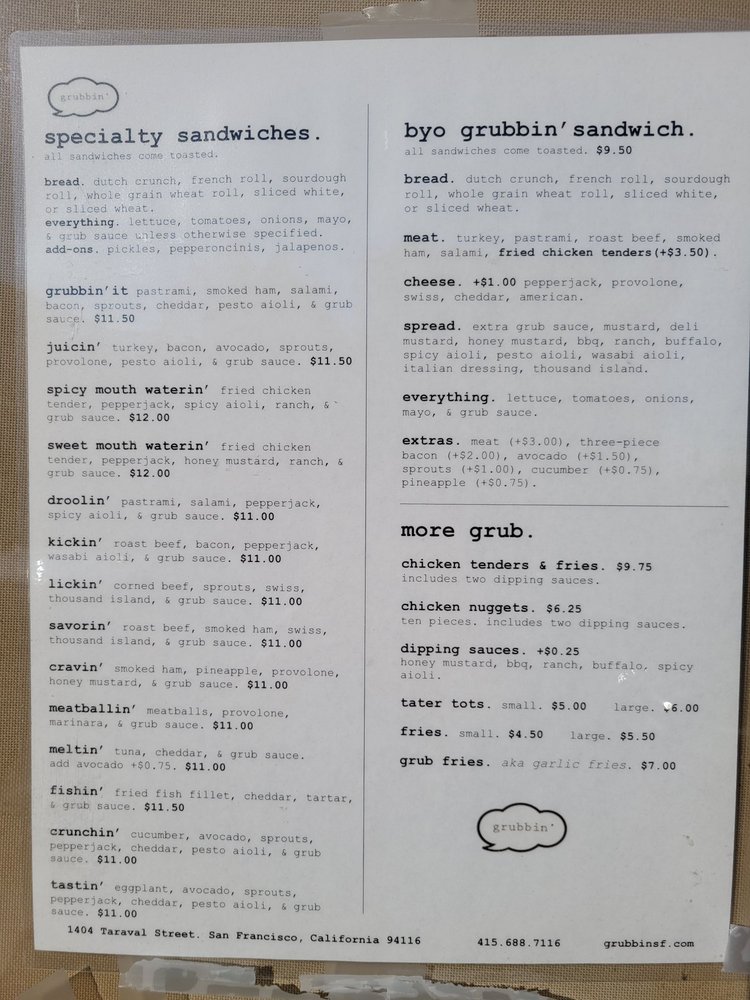 grubbin'
specialty sandwiches.
all sandwiches come toasted.
bread. dutch crunch, french roll, sourdough
roll, whole grain wheat roll, sliced white,
or sliced wheat.
everything. lettuce, tomatoes, onions, mayo,
& grub sauce unless otherwise specified.
add-ons. pickles, pepperoncinis, jalapenos.
grubbin'it pastrami, smoked ham, salami,
bacon, sprouts, cheddar, pesto aioli, & grub
sauce. $11.50
juicin' turkey, bacon, avocado, sprouts,
provolone, pesto aioli, & grub sauce. $11.50
spicy mouth waterin' fried chicken
tender, pepperjack, spicy aioli, ranch, &
grub sauce. $12.00
sweet mouth waterin' fried chicken
tender, pepperjack, honey mustard, ranch, &
grub sauce. $12.00
droolin' pastrami, salami, pepperjack,
spicy aioli, & grub sauce. $11.00
kickin' roast beef, bacon, pepperjack,
wasabi aioli, & grub sauce. $11.00
lickin' corned beef, sprouts, swiss,
thousand island, & grub sauce. $11.00
savorin' roast beef, smoked ham, swiss,
thousand island, & grub sauce. $11.00
cravin' smoked ham, pineapple, provolone,
honey mustard, & grub sauce. $11.00
meatballin' meatballs, provolone,
marinara, & grub sauce. $11.00
meltin' tuna, cheddar, & grub sauce.
add avocado +$0.75. $11.00
fishin' fried fish fillet, cheddar, tartar,
& grub sauce. $11.50
crunchin' cucumber, avocado, sprouts,
pepperjack, cheddar, pesto aioli, & grub
sauce. $11.00
tastin' eggplant, avocado, sprouts,
pepperjack, cheddar, pesto aioli, & grub
sauce. $11.00
byo grubbin'sandwich.
all sandwiches come toasted. $9.50
bread. dutch crunch, french roll, sourdough
roll, whole grain wheat roll, sliced white,
or sliced wheat.
meat. turkey, pastrami, roast beef, smoked
ham, salami, fried chicken tenders(+$3.50).
cheese. +$1.00 pepperjack, provolone,
swiss, cheddar, american.
spread. extra grub sauce, mustard, deli
mustard, honey mustard, bbq, ranch, buffalo,
spicy aioli, pesto aioli, wasabi aioli,
italian dressing, thousand island.
everything. lettuce, tomatoes, onions,
mayo, & grub sauce.
extras. meat (+$3.00), three-piece
bacon (+$2.00), avocado (+$1.50),
sprouts (+$1.00), cucumber (+$0.75),
pineapple (+$0.75).
more grub.
chicken tenders & fries. $9.75
includes two dipping sauces.
chicken nuggets. $6.25
ten pieces. includes two dipping sauces.
dipping sauces. +$0.25
honey mustard, bbq, ranch, buffalo. spicy
aioli.
tater tots. small. $5.00 large. $6.00
fries. small. $4.50 large. $5.50
grub fries. aka garlic fries. $7.00
grubbin'
1404 Taraval Street. San Francisco, California 94116 415.688.7116 grubbinsf.com